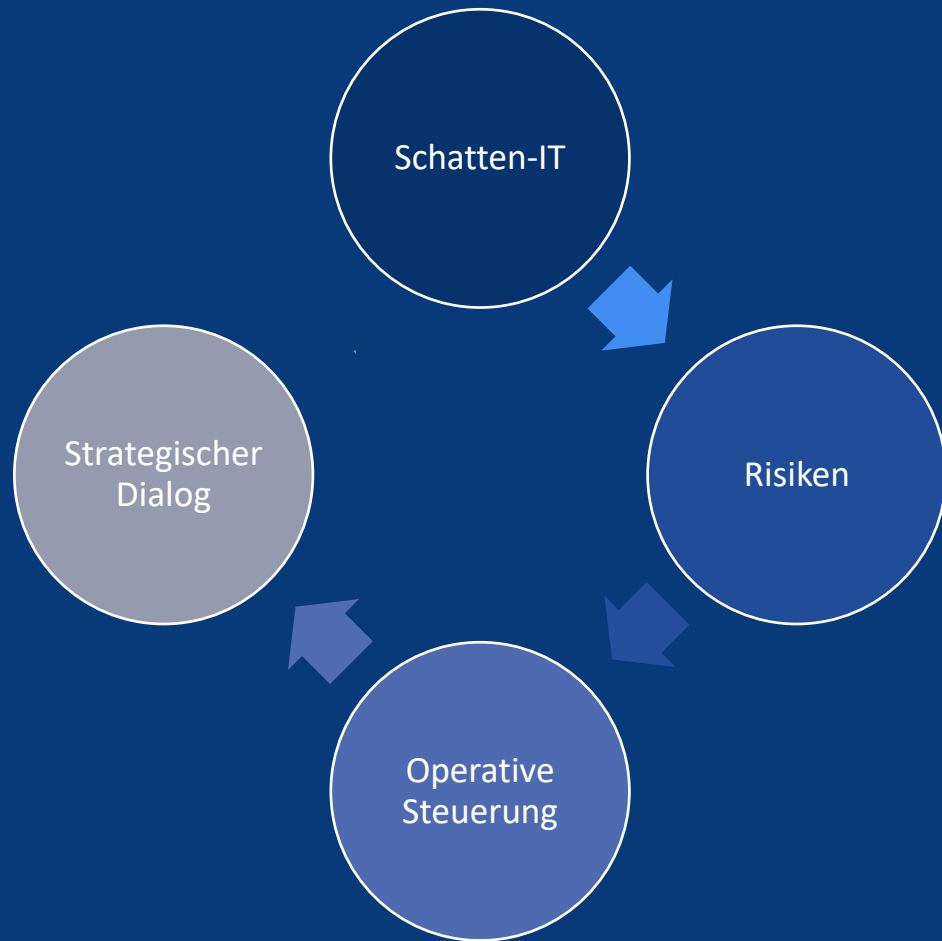 Schatten-IT
Risiken
Operative
Steuerung
Strategischer
Dialog